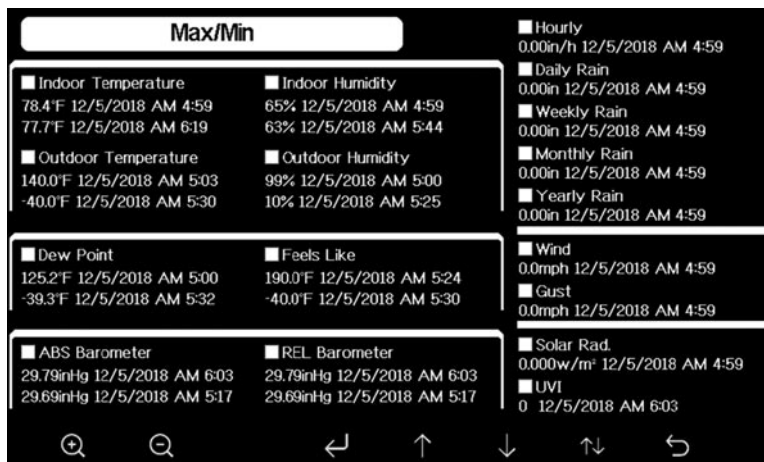 Max/Min
Indoor Temperature
78.4°F 12/5/2018 AM 4:59
77.7°F 12/5/2018 AM 6:19
Indoor Humidity
65% 12/5/2018 AM 4:59
63% 12/5/2018 AM 5:44
Outdoor Temperature
140.0°F 12/5/2018 AM 5:03
-40.0°F 12/5/2018 AM 5:30
Outdoor Humidity
99% 12/5/2018 AM 5:00
10% 12/5/2018 AM 5:25
Dew Point
125.2°F 12/5/2018 AM 5:00
-39.3°F 12/5/2018 AM 5:32
Feels Like
190.0°F 12/5/2018 AM 5:24
-40.0°F 12/5/2018 AM 5:30
ABS Barometer
29.79inHg 12/5/2018 AM 6:03
29.69inHg 12/5/2018 AM 5:17
REL Barometer
29.79inHg 12/5/2018 AM 6:03
29.69inHg 12/5/2018 AM 5:17
Hourly
0.00in/h 12/5/2018 AM 4:59
Daily Rain
0.00in 12/5/2018 AM 4:59
Weekly Rain
0.00in 12/5/2018 AM 4:59
Monthly Rain
0.00in 12/5/2018 AM 4:59
Yearly Rain
0.00in 12/5/2018 AM 4:59
Wind
0.0mph 12/5/2018 AM 4:59
Gust
0.0mph 12/5/2018 AM 4:59
Solar Rad.
0.000w/m² 12/5/2018 AM 4:59
UVI
0 12/5/2018 AM 6:03